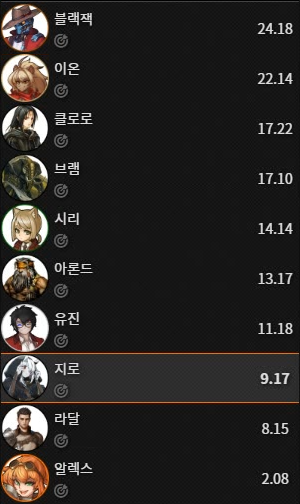 블랙잭
24.18
이온
22.14
클로로
17.22
브램
17.10
시리
14.14
아론드
13.17
유진
11.18
지로
9.17
라달
8.15
알렉스
2.08